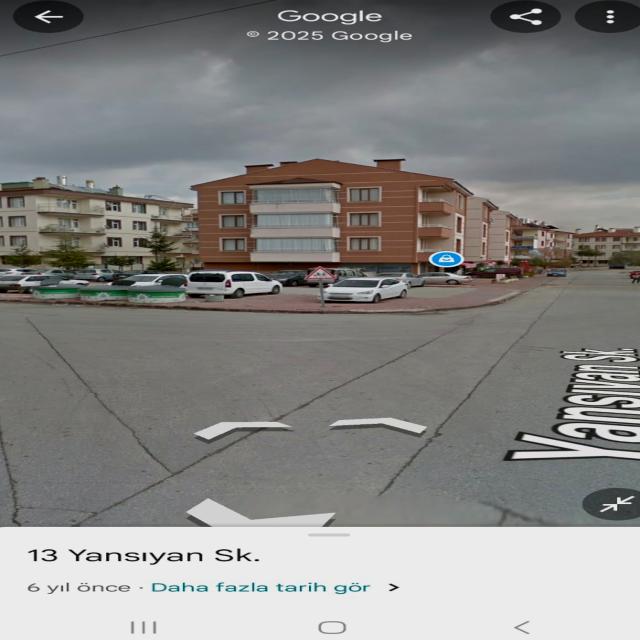 Google
© 2025 Google
Yansıyan Sk.
13 Yansıyan Sk.
6 yıl önce · Daha fazla tarih gör >